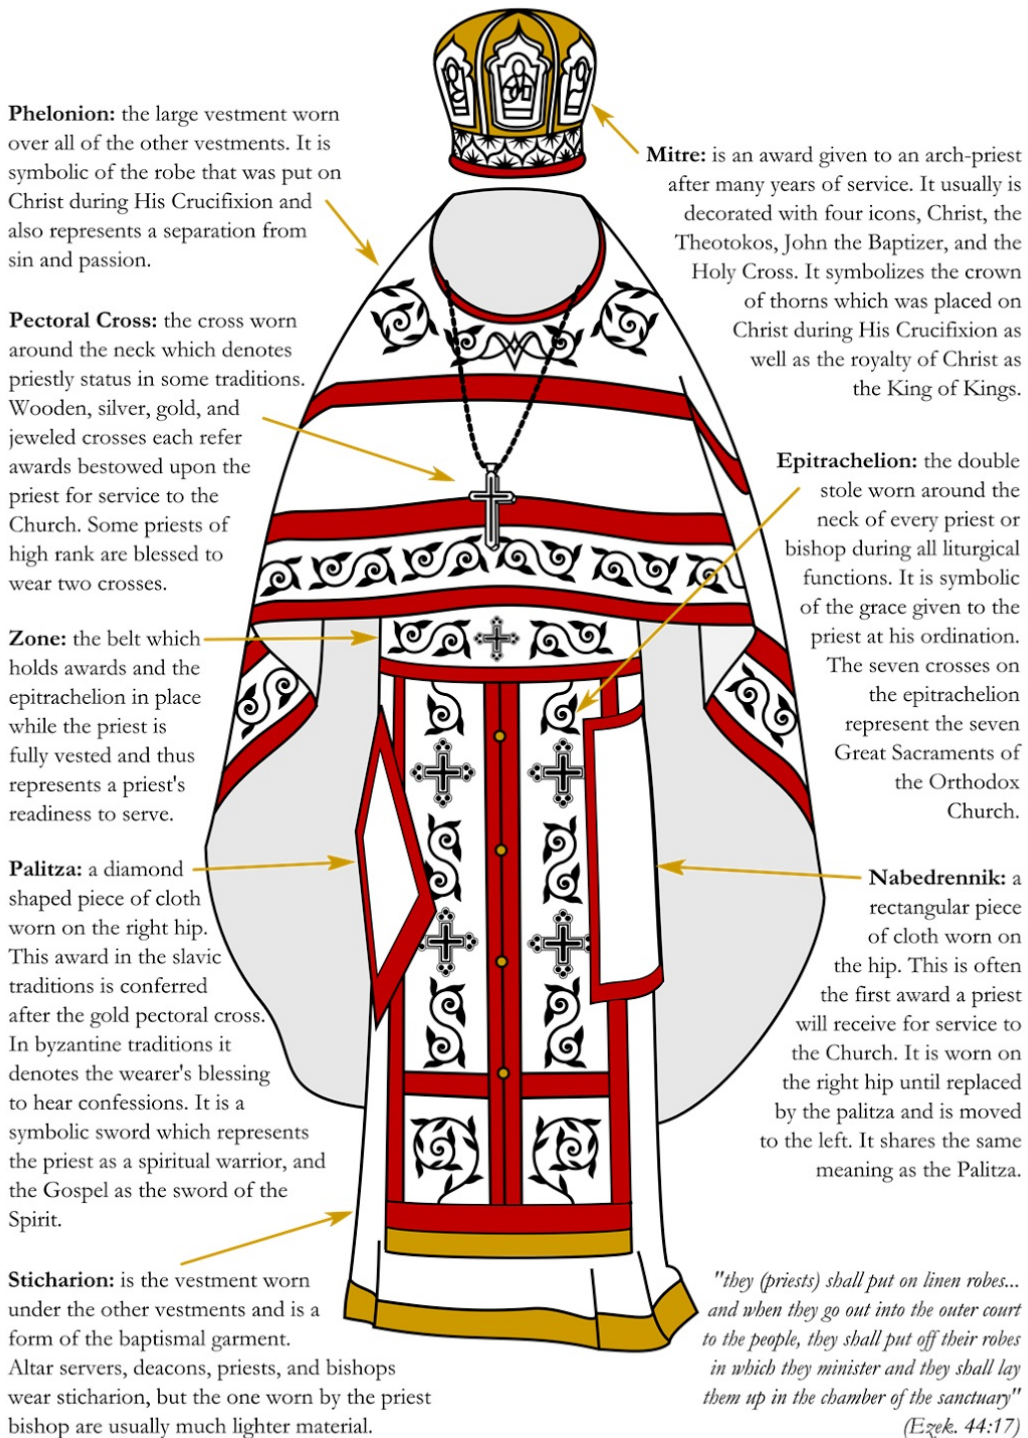 Phelonion: the large vestment worn
over all of the other vestments. It is
symbolic of the robe that was put on
Christ during His Crucifixion and
also represents a separation from
sin and passion.
Mitre: is an award given to an arch-priest
after many years of service. It usually is
decorated with four icons, Christ, the
Theotokos, John the Baptizer, and the
Holy Cross. It symbolizes the crown
of thorns which was placed on
Christ during His Crucifixion as
well as the royalty of Christ as
the King of Kings.
Pectoral Cross: the cross worn
around the neck which denotes
priestly status in some traditions.
Wooden, silver, gold, and
jeweled crosses each refer
awards bestowed upon the
priest for service to the
Church. Some priests of
high rank are blessed to
wear two crosses.
Epitrachelion: the double
stole worn around the
neck of every priest or
bishop during all liturgical
functions. It is symbolic
of the grace given to the
priest at his ordination.
The seven crosses on
the epitrachelion
represent the seven
Great Sacraments of
the Orthodox
Church.
Zone: the belt which
holds awards and the
epitrachelion in place
while the priest is
fully vested and thus
represents a priest's
readiness to serve.
Palitza: a diamond
shaped piece of cloth
worn on the right hip.
This award in the slavic
traditions is conferred
after the gold pectoral cross.
In byzantine traditions it
denotes the wearer's blessing
to hear confessions. It is a
symbolic sword which represents
the priest as a spiritual warrior, and
the Gospel as the sword of the
Spirit.
Nabedrennik: a
rectangular piece
of cloth worn on
the hip. This is often
the first award a priest
will receive for service to
the Church. It is worn on
the right hip until replaced
by the palitza and is moved
to the left. It shares the same
meaning as the Palitza.
Sticharion: is the vestment worn
under the other vestments and is a
form of the baptismal garment.
Altar servers, deacons, priests, and bishops
wear sticharion, but the one worn by the priest
bishop are usually much lighter material.
"they (priests) shall put on linen robes...
and when they go out into the outer court
to the people, they shall put off their robes
in which they minister and they shall lay
them up in the chamber of the sanctuary"
(Ezek. 44:17)